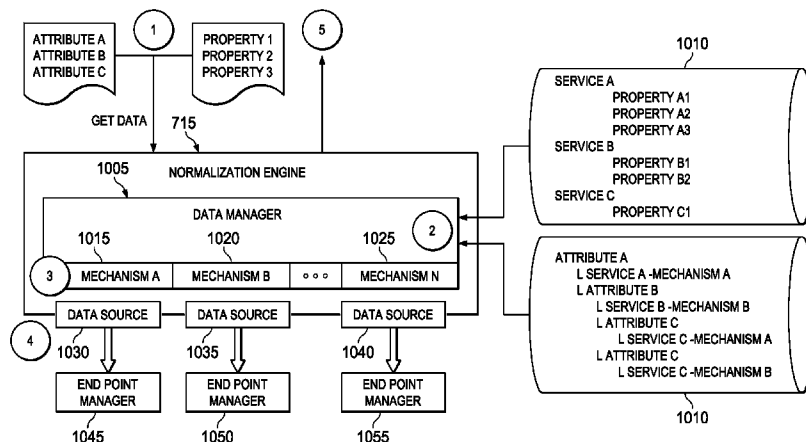 ATTRIBUTE A
ATTRIBUTE B
ATTRIBUTE C
1
PROPERTY 1
PROPERTY 2
PROPERTY 3
5
GET DATA
715
NORMALIZATION ENGINE
1005
DATA MANAGER
2
1015
1020
1025
3
MECHANISM A
MECHANISM B
° ° °
MECHANISM N
4
DATA SOURCE
DATA SOURCE
DATA SOURCE
1030
1035
1040
END POINT
MANAGER
END POINT
MANAGER
END POINT
MANAGER
1045
1050
1055
1010
SERVICE A
PROPERTY A1
PROPERTY A2
PROPERTY A3
SERVICE B
PROPERTY B1
PROPERTY B2
SERVICE C
PROPERTY C1
ATTRIBUTE A
L SERVICE A -MECHANISM A
L ATTRIBUTE B
L SERVICE B -MECHANISM B
L ATTRIBUTE C
L SERVICE C -MECHANISM A
L ATTRIBUTE C
L SERVICE C -MECHANISM B
1010